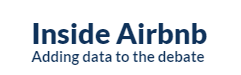 Inside Airbnb
Adding data to the debate